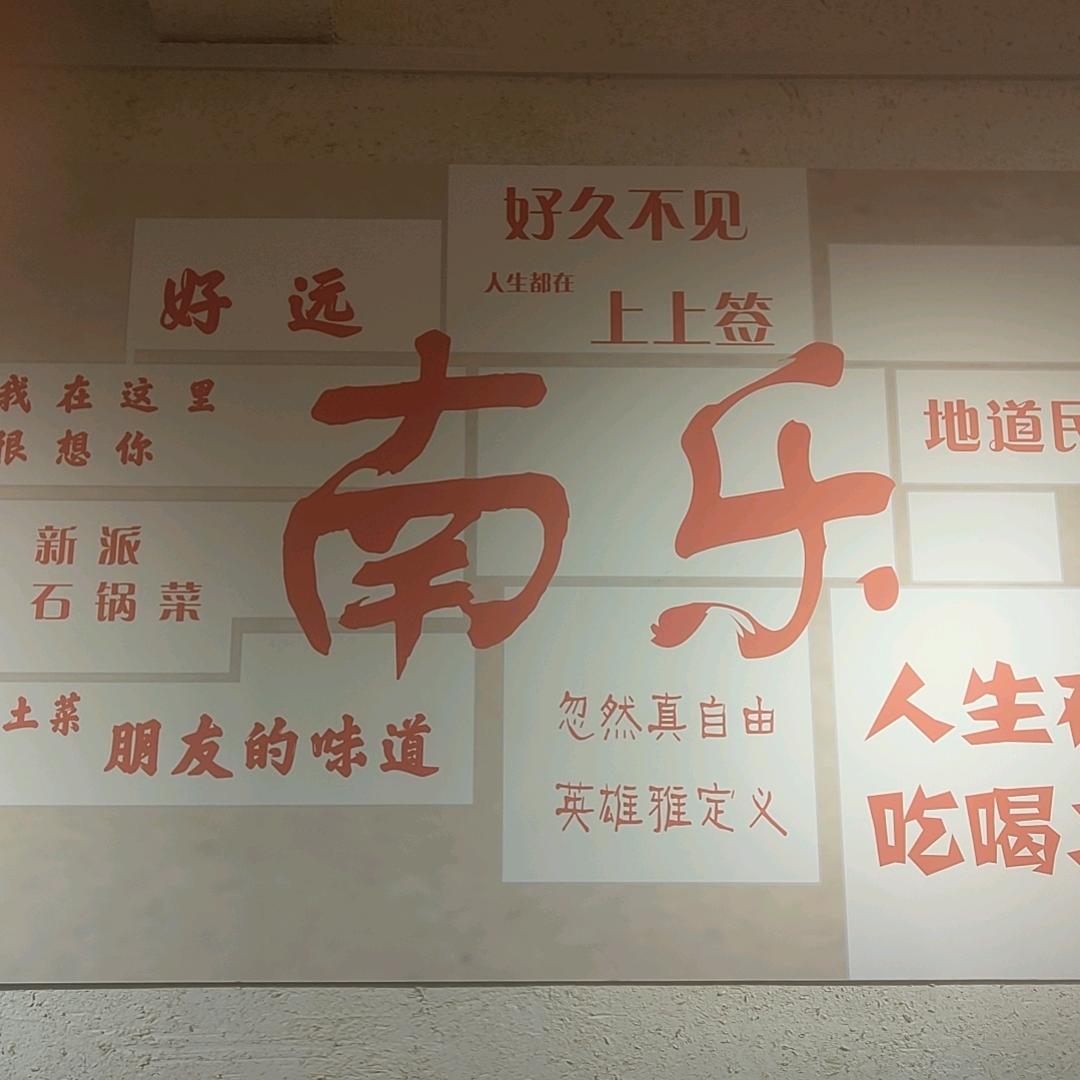 好久不见
人生都在
上上签
好远
南乐
我在这里
很想你
地道民
新派
石锅菜
土菜
朋友的味道
忽然真自由
英雄雅定义
人生在
吃喝